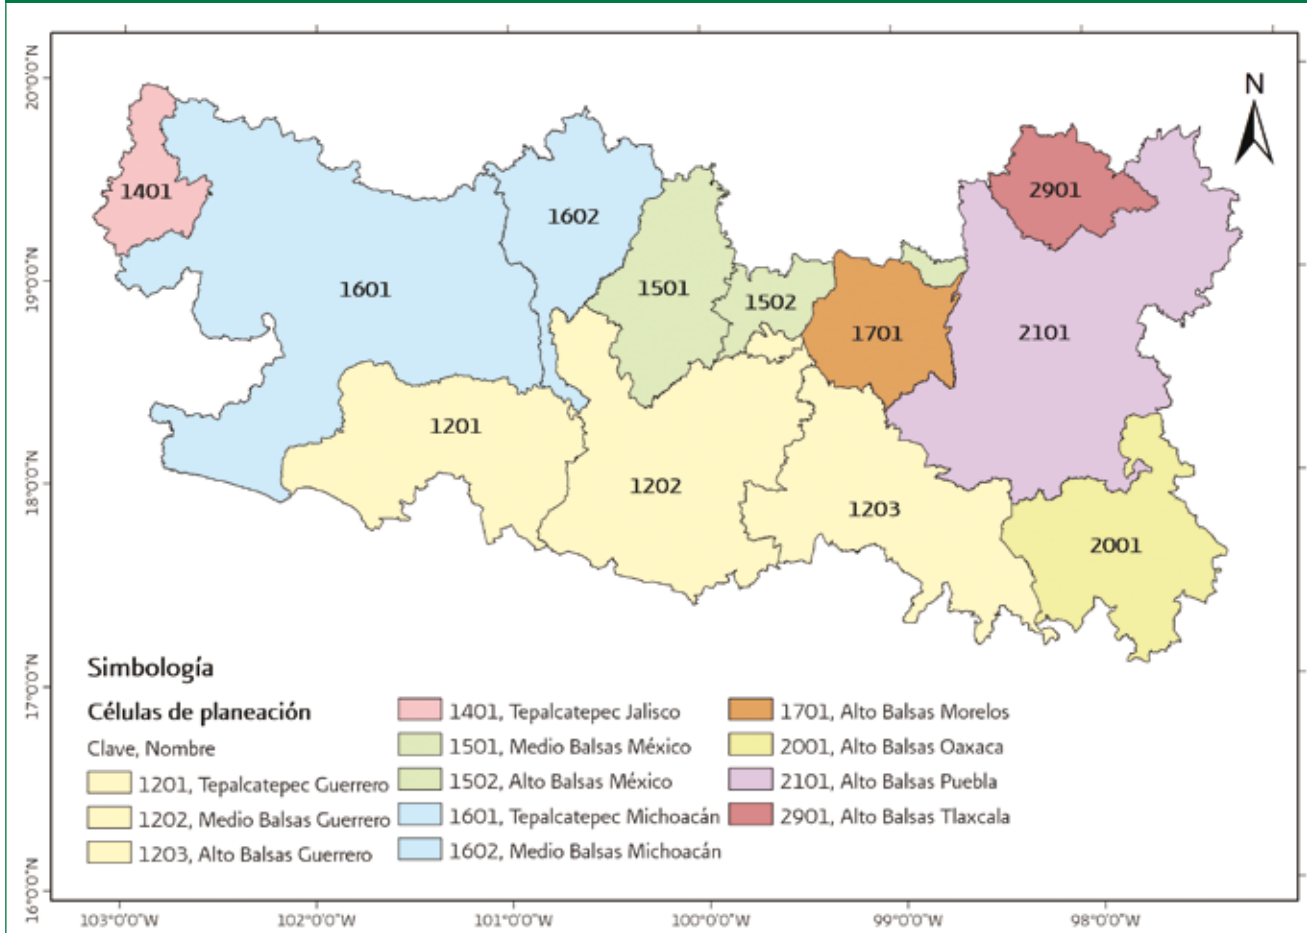 N
20°0'0"N
19°0'0"N
18°0'0"N
17°0'0"N
16°0'0"N
1401
1601
1602
1501
1502
1701
2901
2101
1201
1202
1203
2001
Simbología
Células de planeación
Clave, Nombre
1201, Tepalcatepec Guerrero
1202, Medio Balsas Guerrero
1203, Alto Balsas Guerrero
1401, Tepalcatepec Jalisco
1501, Medio Balsas México
1502, Alto Balsas México
1601, Tepalcatepec Michoacán
1602, Medio Balsas Michoacán
1701, Alto Balsas Morelos
2001, Alto Balsas Oaxaca
2101, Alto Balsas Puebla
2901, Alto Balsas Tlaxcala
103°0'0"W
102°0'0"W
101°0'0"W
100°0'0"W
99°0'0"W
98°0'0"W